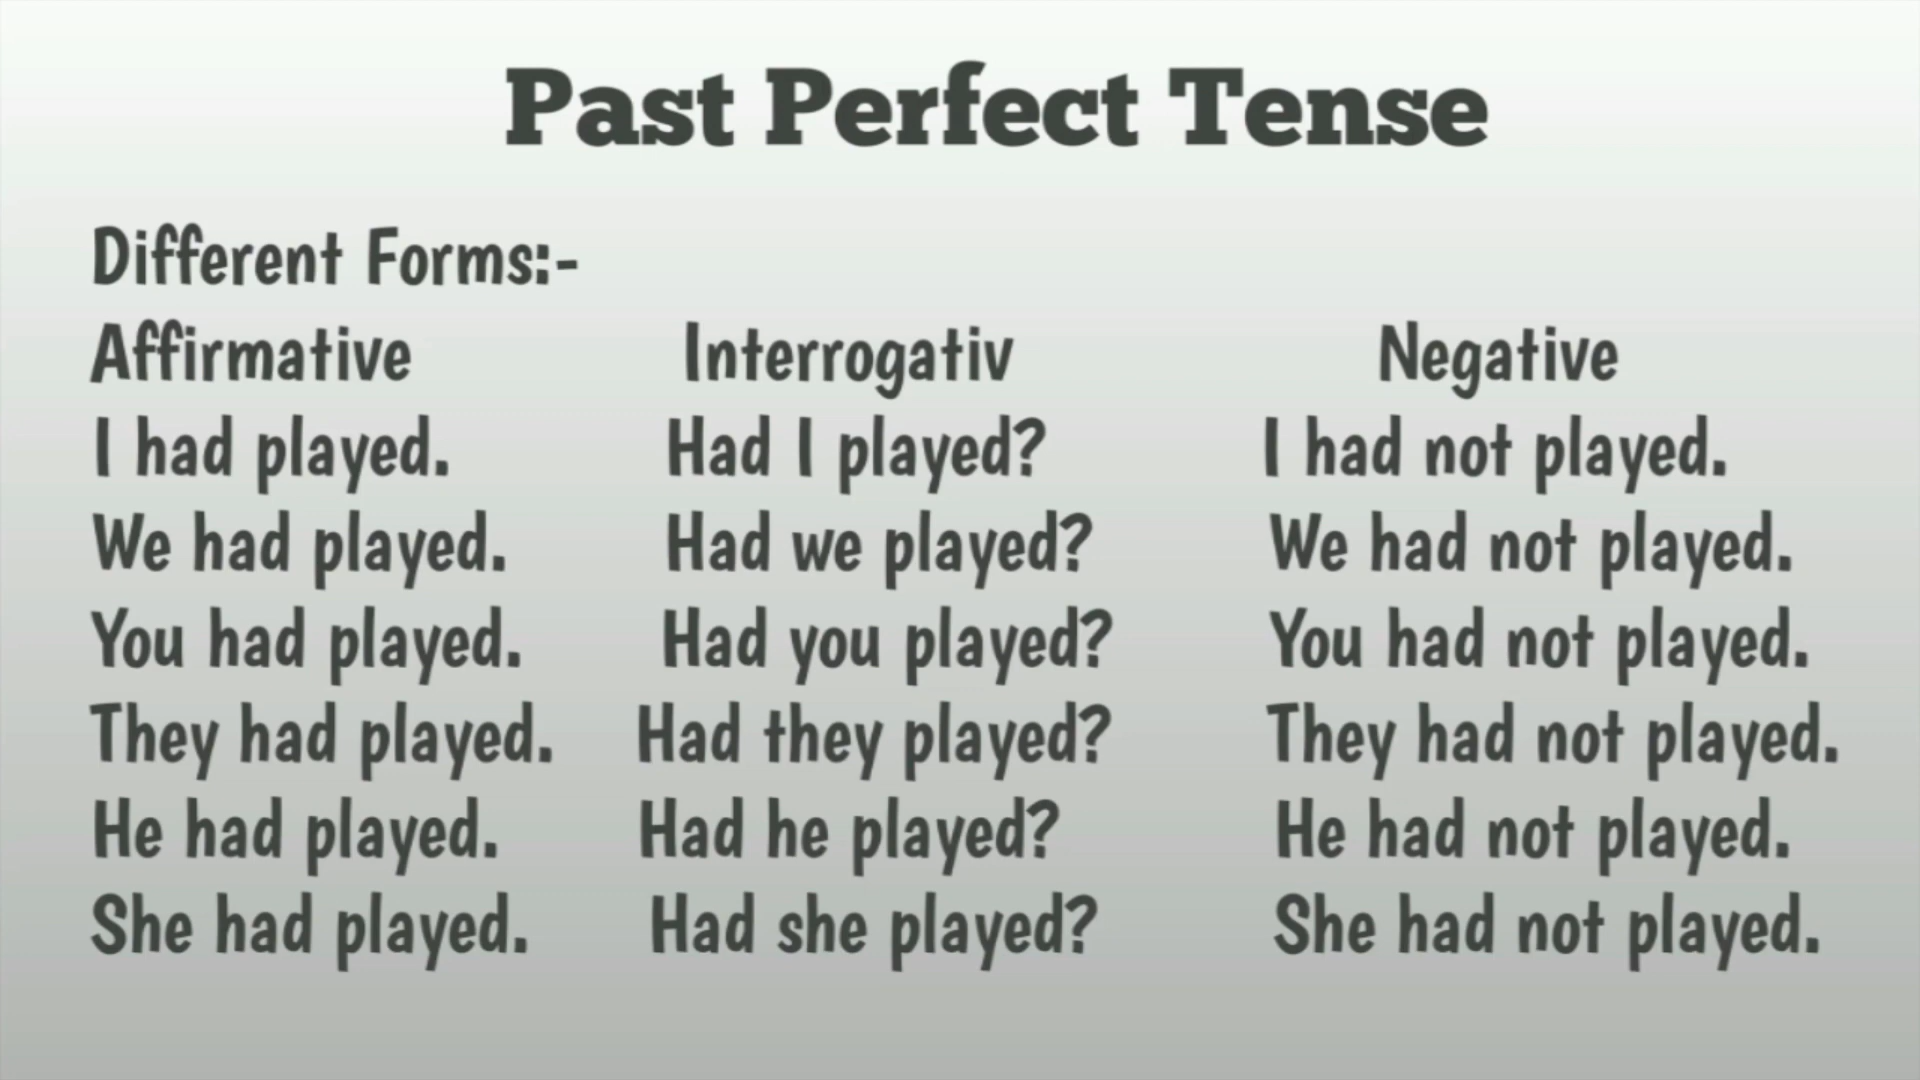 Past Perfect Tense
Different Forms:-
Affirmative Interrogativ Negative
I had played. Had I played? I had not played.
We had played. Had we played? We had not played.
You had played. Had you played? You had not played.
They had played. Had they played? They had not played.
He had played. Had he played? He had not played.
She had played. Had she played? She had not played.